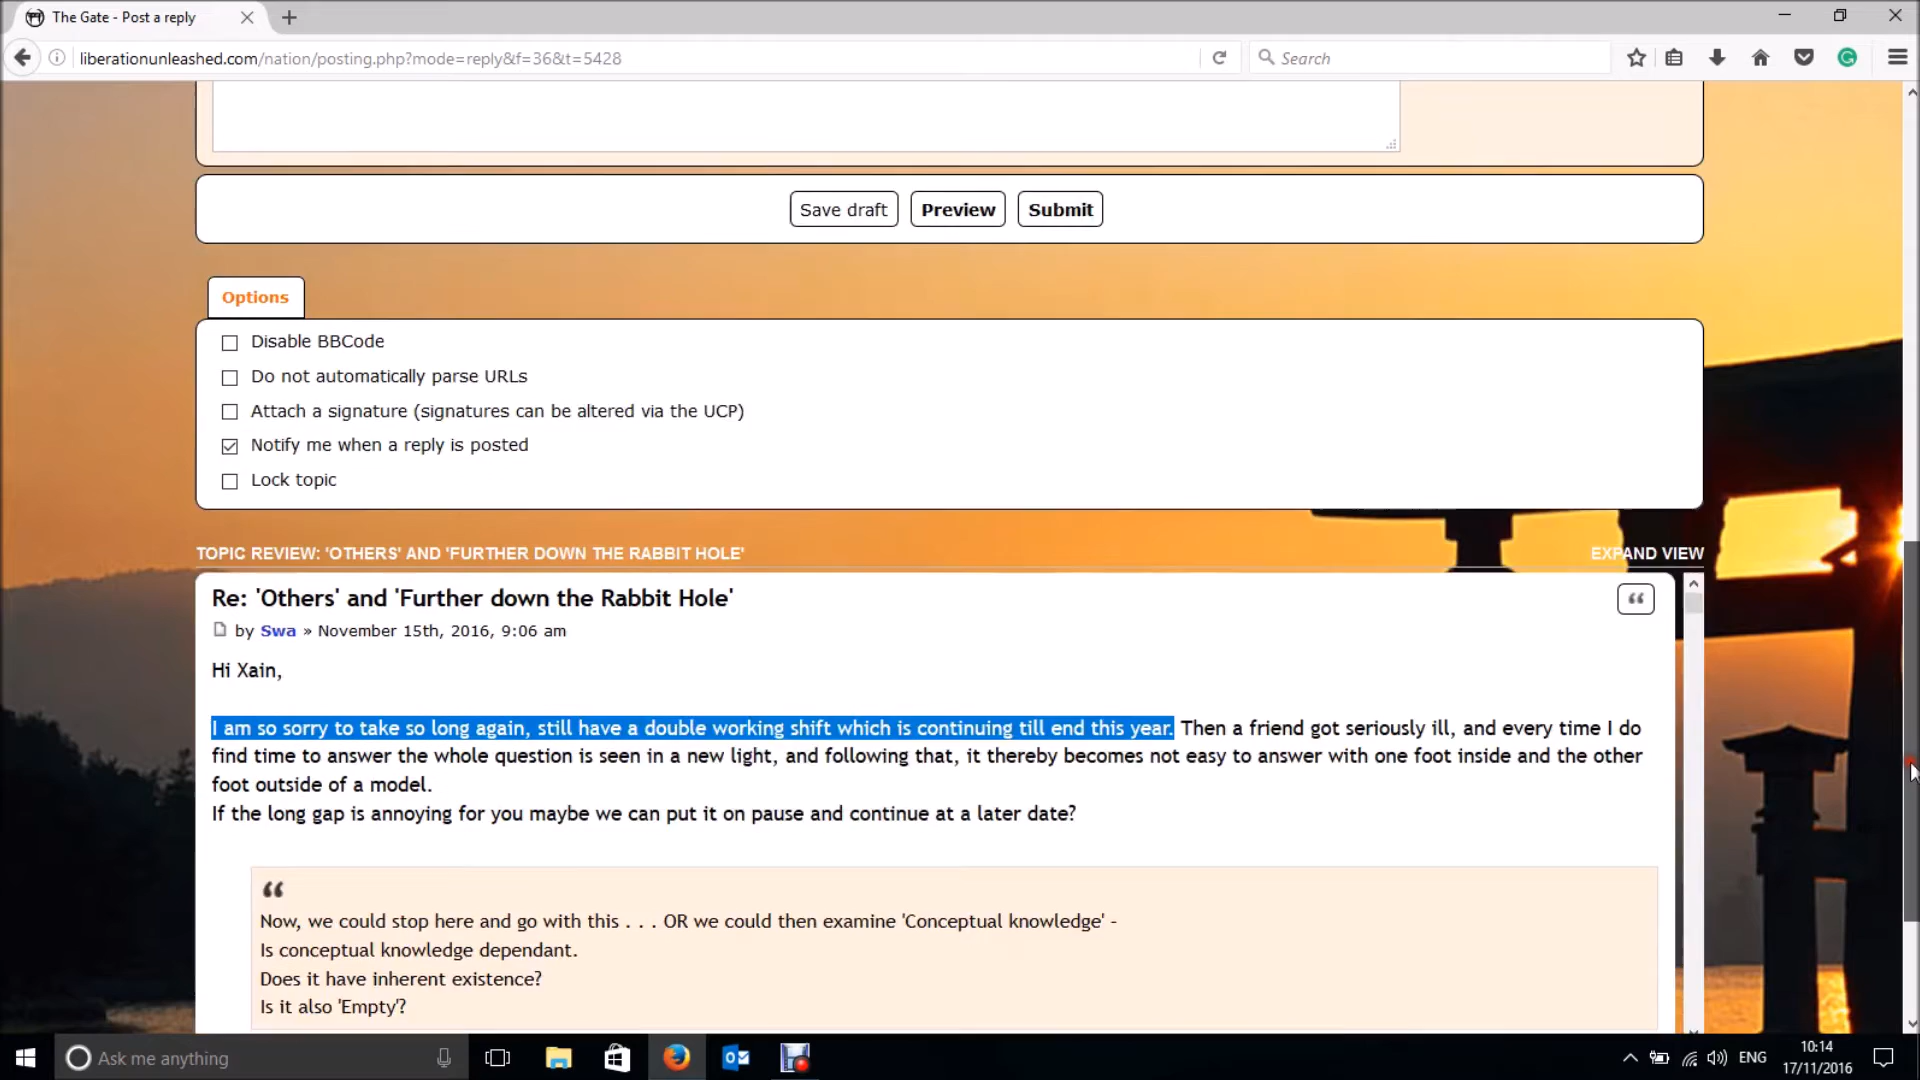 The Gate - Post a reply
liberationunleashed.com/nation/posting.php?mode=reply&f=36&t=5428
Search
Save draft
Preview
Submit
Options
Disable BBCode
Do not automatically parse URLs
Attach a signature (signatures can be altered via the UCP)
Notify me when a reply is posted
Lock topic
TOPIC REVIEW: 'OTHERS' AND 'FURTHER DOWN THE RABBIT HOLE'
EXPAND VIEW
Re: 'Others' and 'Further down the Rabbit Hole'
by Swa » November 15th, 2016, 9:06 am
Hi Xain,
I am so sorry to take so long again, still have a double working shift which is continuing till end this year. Then a friend got seriously ill, and every time I do
find time to answer the whole question is seen in a new light, and following that, it thereby becomes not easy to answer with one foot inside and the other
foot outside of a model.
If the long gap is annoying for you maybe we can put it on pause and continue at a later date?
“
Now, we could stop here and go with this . . . OR we could then examine 'Conceptual knowledge' -
Is conceptual knowledge dependant.
Does it have inherent existence?
Is it also 'Empty'?
Ask me anything
ENG
10:14
17/11/2016